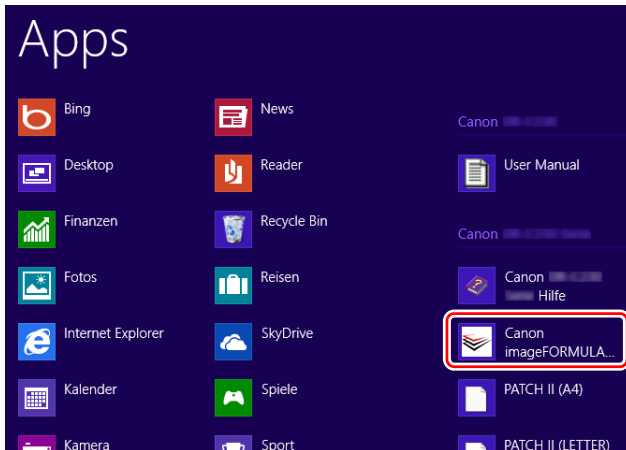 Apps
Bing
Desktop
Finanzen
Fotos
Internet Explorer
Kalender
Kamera
News
Reader
Recycle Bin
Reisen
SkyDrive
Spiele
Sport
Canon
User Manual
Canon
Canon
Hilfe
Canon
imageFORMULA...
PATCH II (A4)
PATCH II (LETTER)